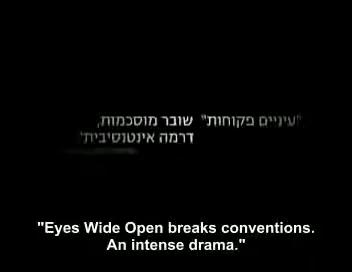 "עיניים פקוחות" שובר מוסכמות,
דרמה אינטנסיבית"
"Eyes Wide Open breaks conventions.
An intense drama."